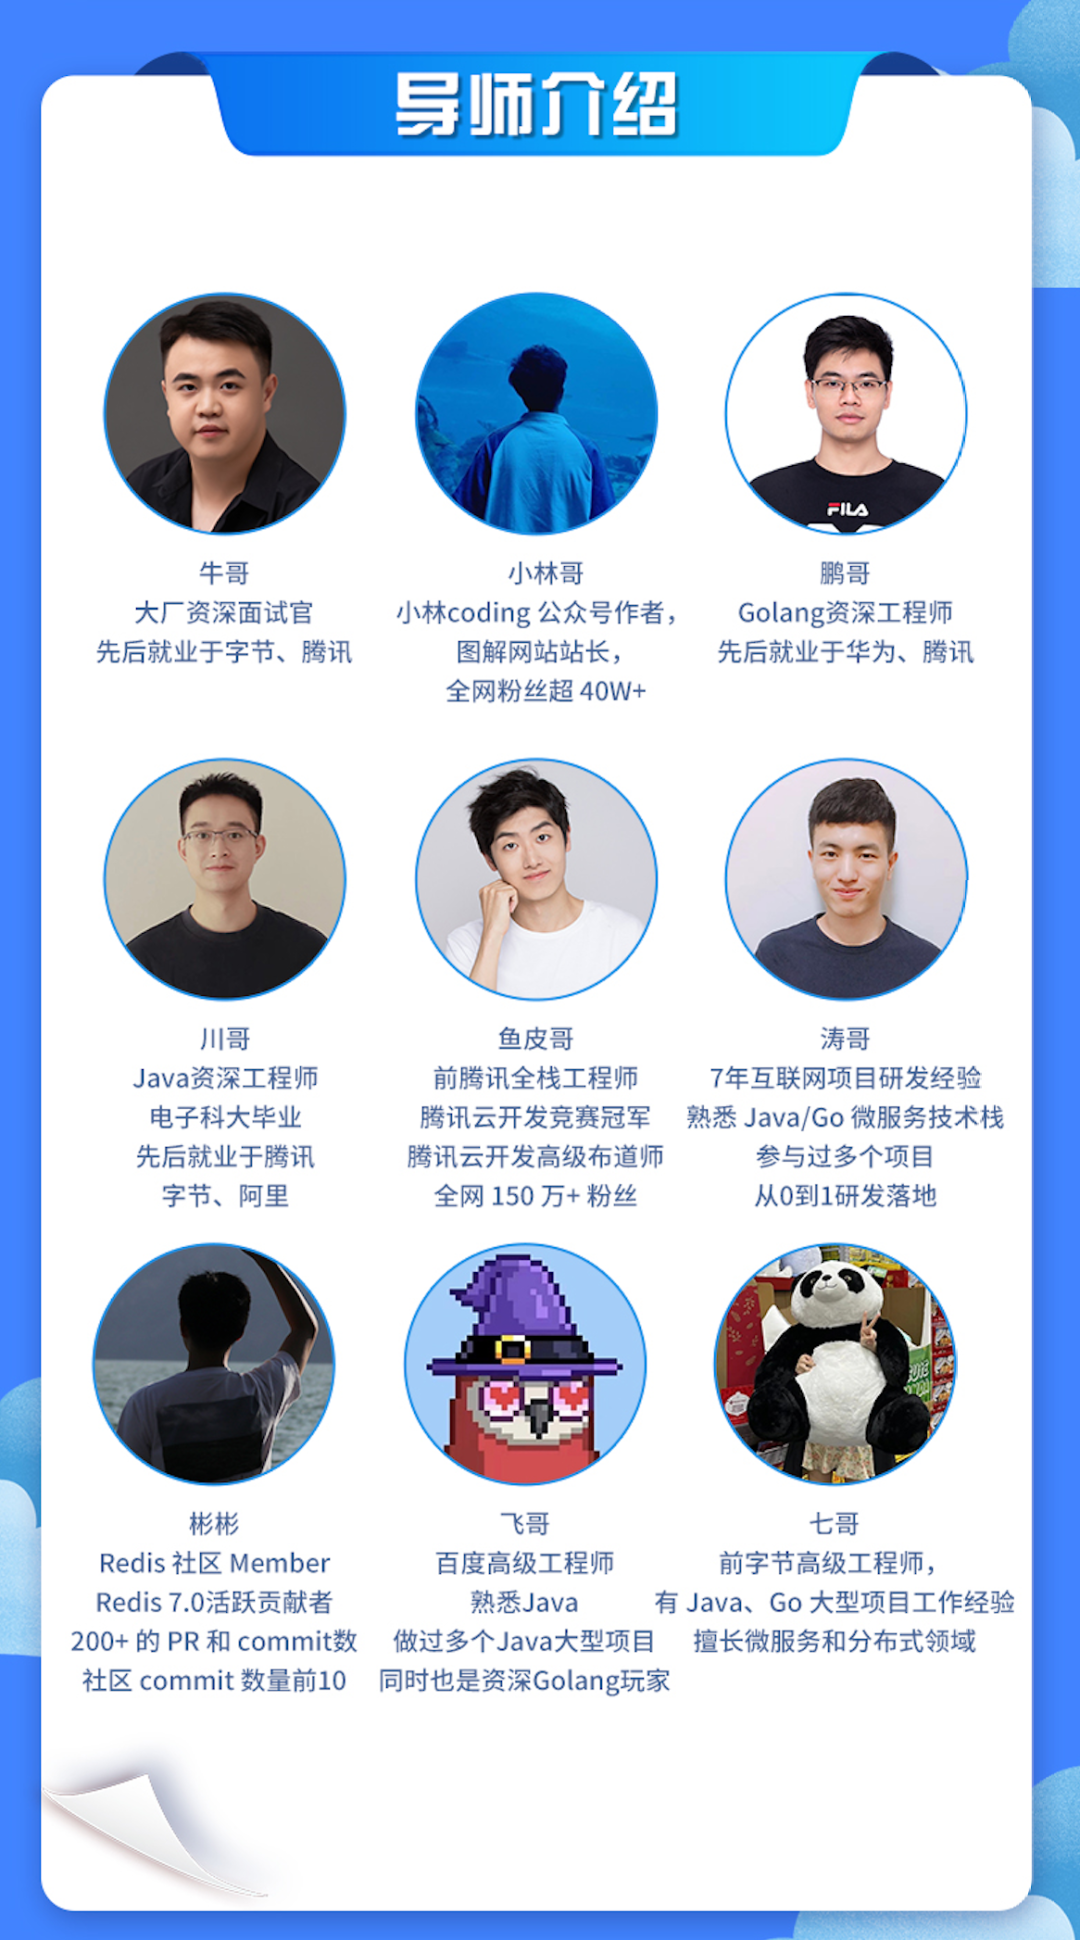 导师介绍
FILA
牛哥
大厂资深面试官
先后就业于字节、腾讯
小林哥
小林coding 公众号作者，
图解网站站长，
全网粉丝超 40W+
鹏哥
Golang资深工程师
先后就业于华为、腾讯
川哥
Java资深工程师
电子科大毕业
先后就业于腾讯
字节、阿里
鱼皮哥
前腾讯全栈工程师
腾讯云开发竞赛冠军
腾讯云开发高级布道师
全网 150 万+ 粉丝
涛哥
7年互联网项目研发经验
熟悉 Java/Go 微服务技术栈
参与过多个项目
从0到1研发落地
彬彬
Redis 社区 Member
Redis 7.0活跃贡献者
200+ 的 PR 和 commit数
社区 commit 数量前10
飞哥
百度高级工程师
熟悉Java
做过多个Java大型项目
同时也是资深Golang玩家
七哥
前字节高级工程师，
有 Java、Go 大型项目工作经验
擅长微服务和分布式领域